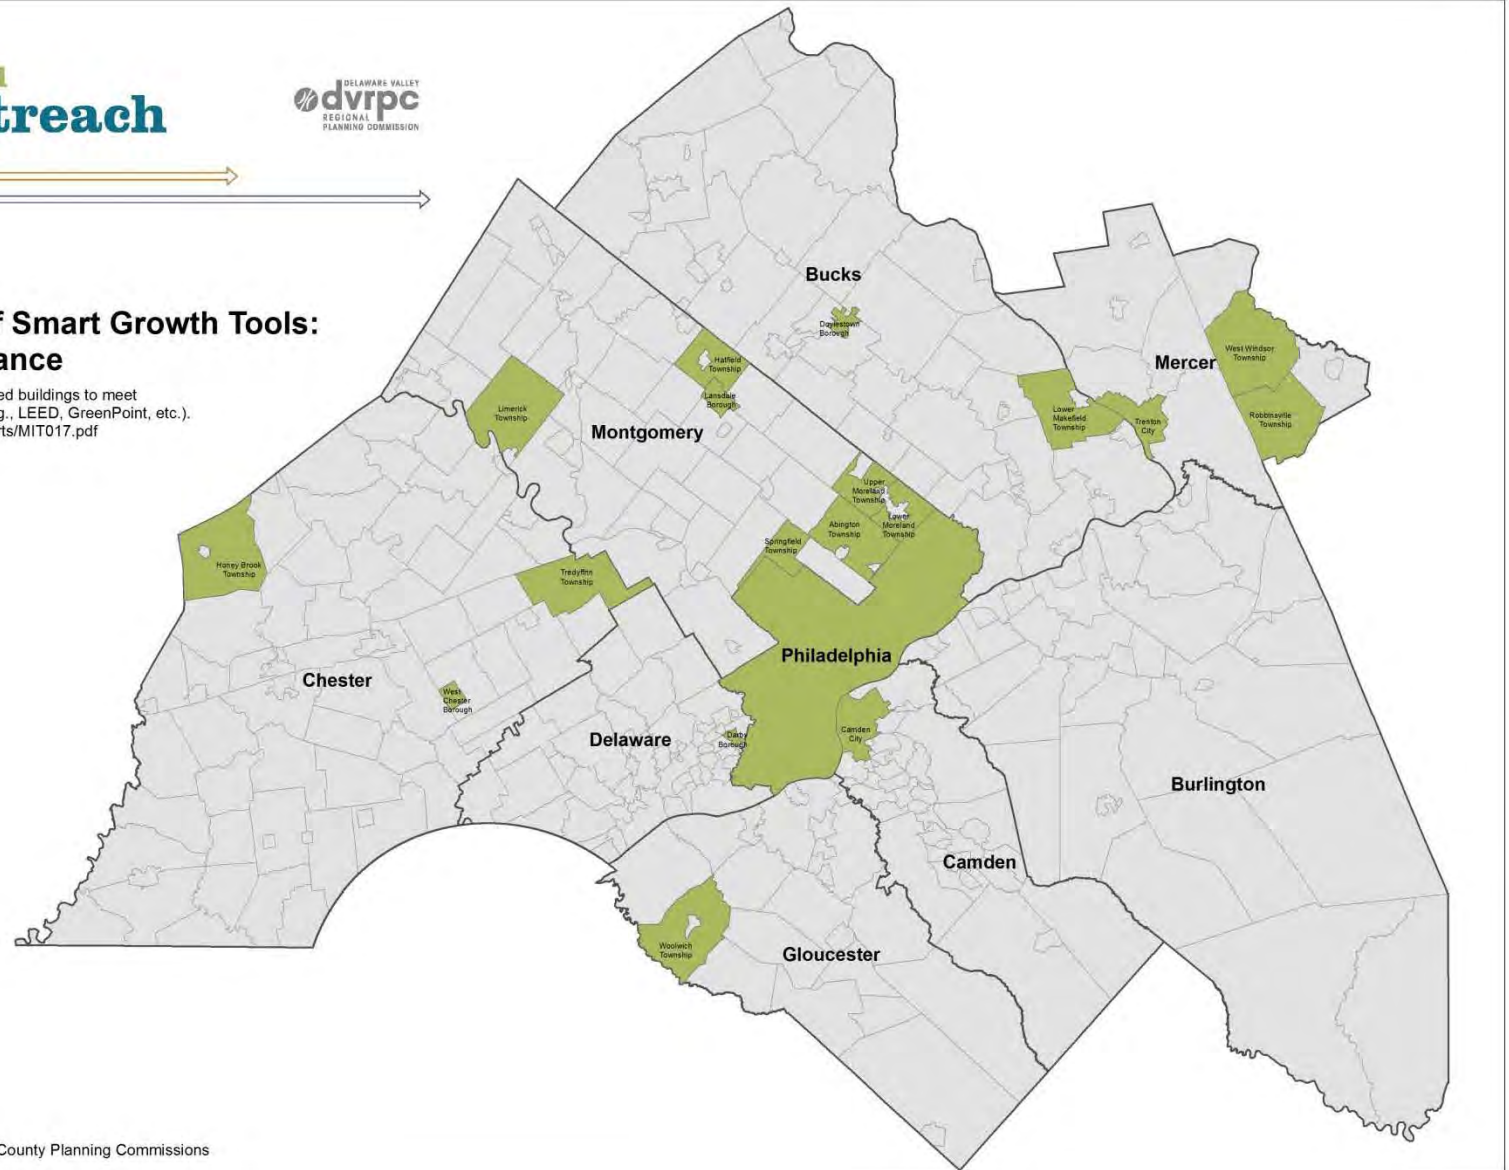 treach
DELAWARE VALLEY
dvrpc
REGIONAL
PLANNING COMMISSION
f Smart Growth Tools:
ance
ed buildings to meet
g., LEED, GreenPoint, etc.).
rts/MIT017.pdf
Bucks
Doylestown
Borough
Mercer
West Windsor
Township
Robbinsville
Township
Hatfield
Township
Lansdale
Borough
Limerick
Township
Montgomery
Lower
Makefield
Township
Trenton
City
Upper
Moreland
Township
Lower
Moreland
Township
Abington
Township
Springfield
Township
Honey Brook
Township
Tredyffrin
Township
Philadelphia
Chester
West
Chester
Borough
Delaware
Darby
Borough
Camden
City
Burlington
Camden
Woolwich
Township
Gloucester
County Planning Commissions